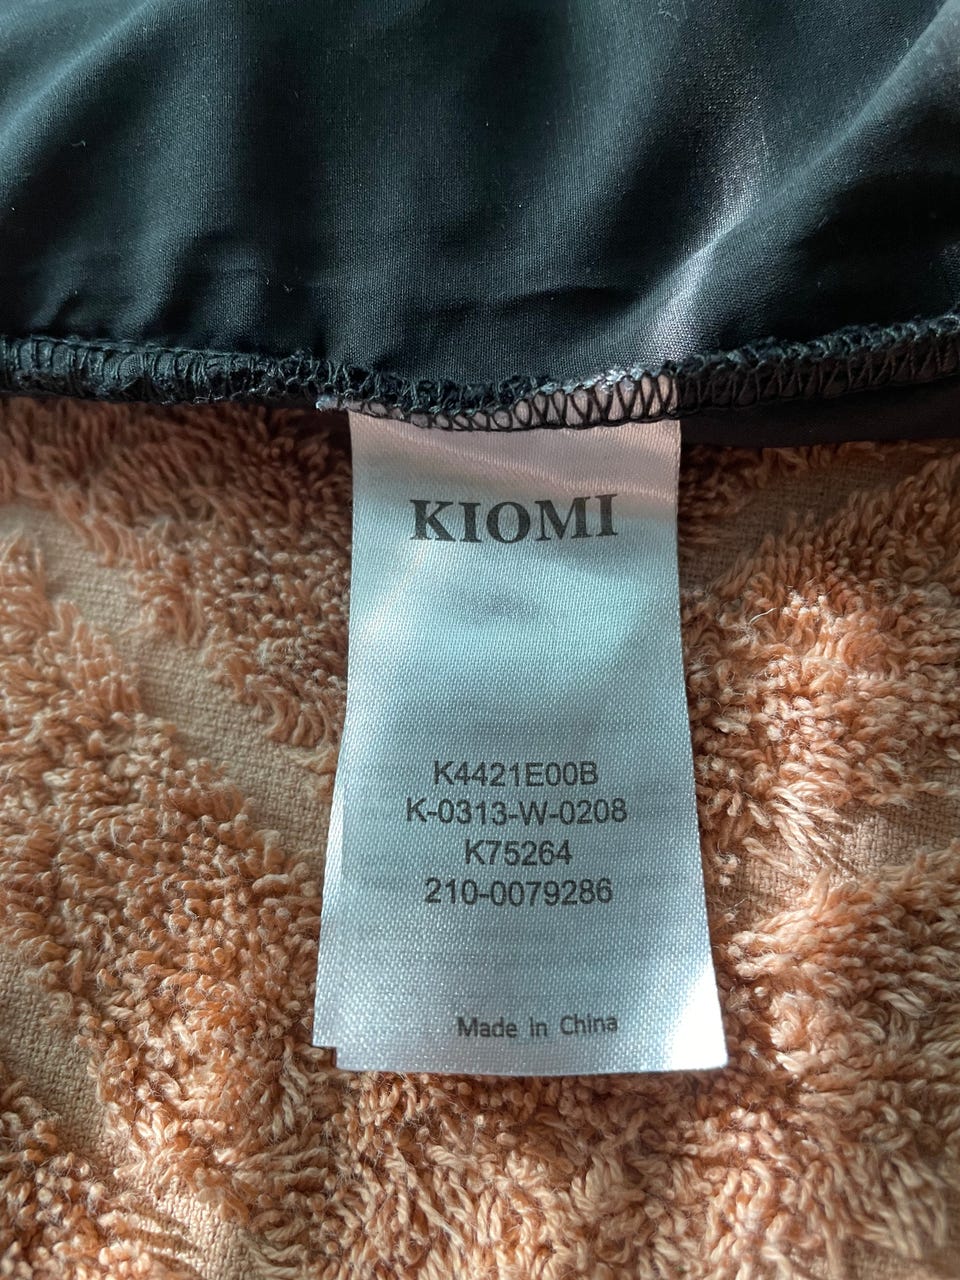 KIOMI
K4421E00B
K-0313-W-0208
K75264
210-0079286
Made in China